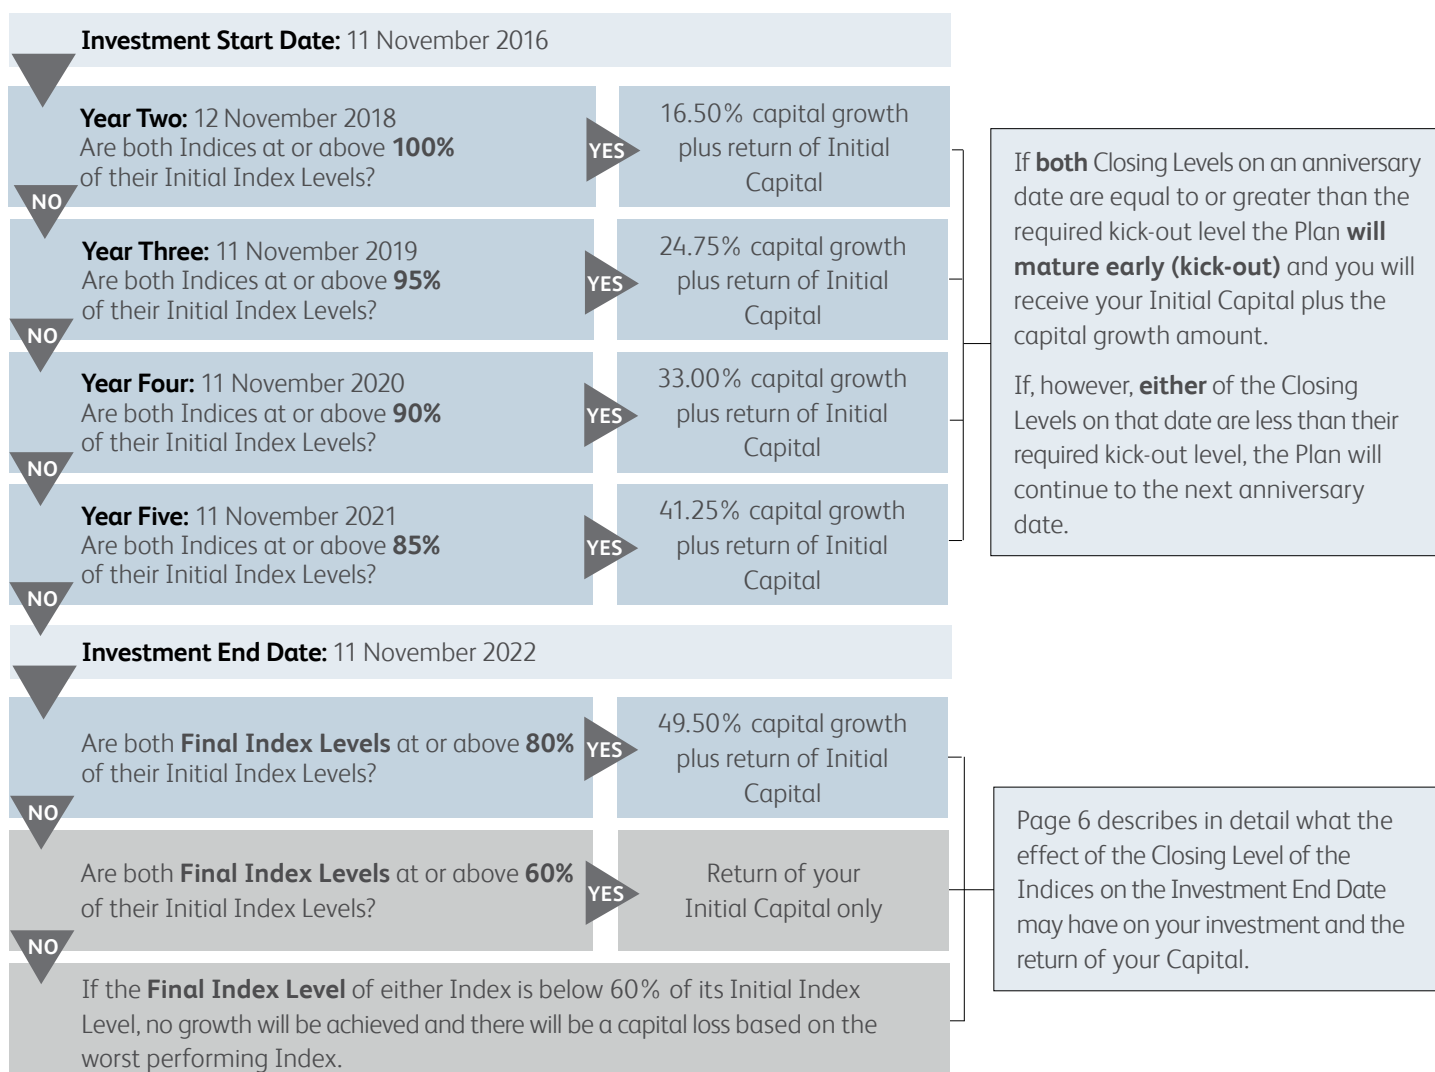 Investment Start Date: 11 November 2016
Year Two: 12 November 2018
Are both Indices at or above 100%
of their Initial Index Levels?
YES
16.50% capital growth
plus return of Initial
Capital
NO
Year Three: 11 November 2019
Are both Indices at or above 95%
of their Initial Index Levels?
YES
24.75% capital growth
plus return of Initial
Capital
NO
Year Four: 11 November 2020
Are both Indices at or above 90%
of their Initial Index Levels?
YES
33.00% capital growth
plus return of Initial
Capital
NO
Year Five: 11 November 2021
Are both Indices at or above 85%
of their Initial Index Levels?
YES
41.25% capital growth
plus return of Initial
Capital
NO
If both Closing Levels on an anniversary
date are equal to or greater than the
required kick-out level the Plan will
mature early (kick-out) and you will
receive your Initial Capital plus the
capital growth amount.
If, however, either of the Closing
Levels on that date are less than their
required kick-out level, the Plan will
continue to the next anniversary
date.
Investment End Date: 11 November 2022
Are both Final Index Levels at or above 80%
of their Initial Index Levels?
YES
49.50% capital growth
plus return of Initial
Capital
NO
Are both Final Index Levels at or above 60%
of their Initial Index Levels?
YES
Return of your
Initial Capital only
NO
If the Final Index Level of either Index is below 60% of its Initial Index
Level, no growth will be achieved and there will be a capital loss based on the
worst performing Index.
Page 6 describes in detail what the
effect of the Closing Level of the
Indices on the Investment End Date
may have on your investment and the
return of your Capital.